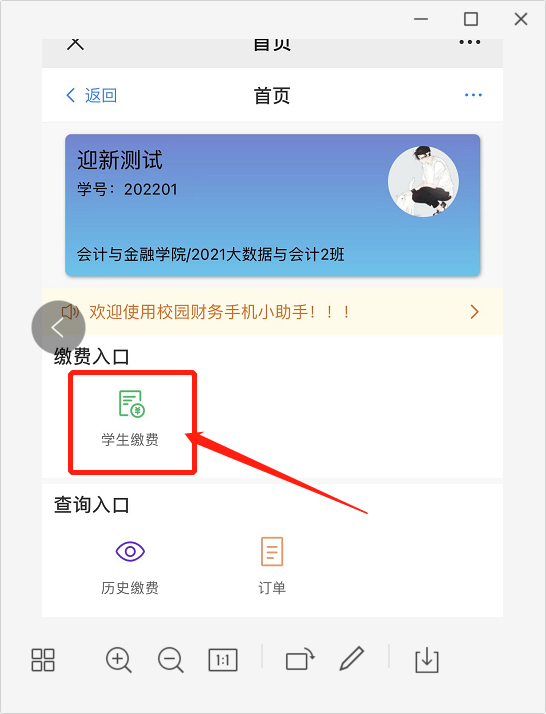 首页
返回
首页
迎新测试
学号：202201
会计与金融学院/2021大数据与会计2班
欢迎使用校园财务手机小助手！！！
缴费入口
学生缴费
查询入口
历史缴费
订单
1:1